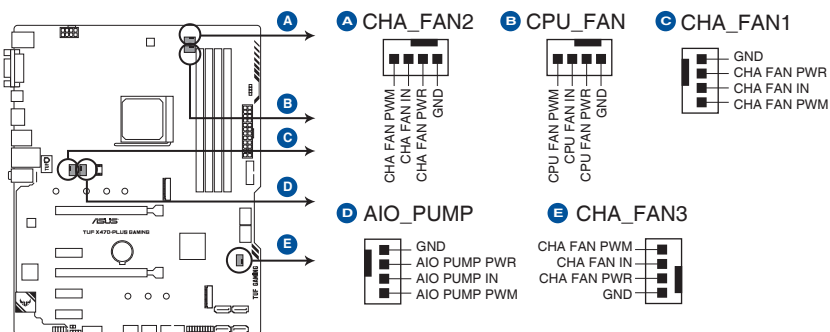 A
B
C
D
E
ASUS
TUF X470-PLUS GAMING
TUF GAMING
A CHA_FAN2
CHA FAN PWM
CHA FAN IN
CHA FAN PWR
GND
B CPU_FAN
CPU FAN PWM
CPU FAN IN
CPU FAN PWR
GND
C CHA_FAN1
GND
CHA FAN PWR
CHA FAN IN
CHA FAN PWM
D AIO_PUMP
GND
AIO PUMP PWR
AIO PUMP IN
AIO PUMP PWM
E CHA_FAN3
CHA FAN PWM
CHA FAN IN
CHA FAN PWR
GND